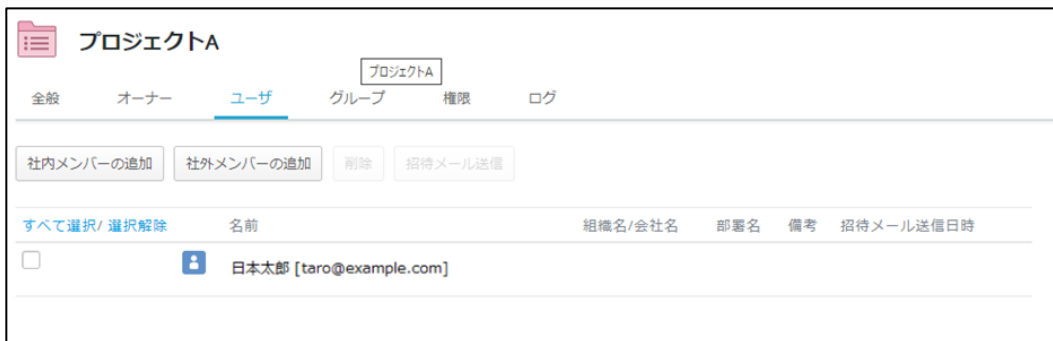 プロジェクトA
プロジェクトA
全般 オーナー ユーザ グループ 権限 ログ
社内メンバーの追加 社外メンバーの追加 削除 招待メール送信
すべて選択/ 選択解除 名前 組織名/会社名 部署名 備考 招待メール送信日時
日本太郎 [taro@example.com]